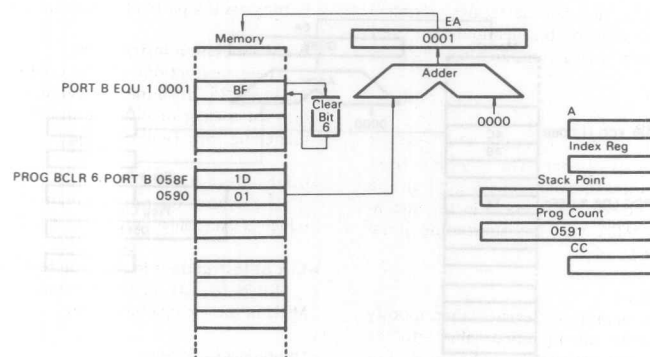 EA
Memory
0001
Adder
PORT B EQU 1 0001
BF
Clear
Bit
6
0000
A
Index Reg
PROG BCLR 6 PORT B 058F
1D
0590
01
Stack Point
Prog Count
0591
CC